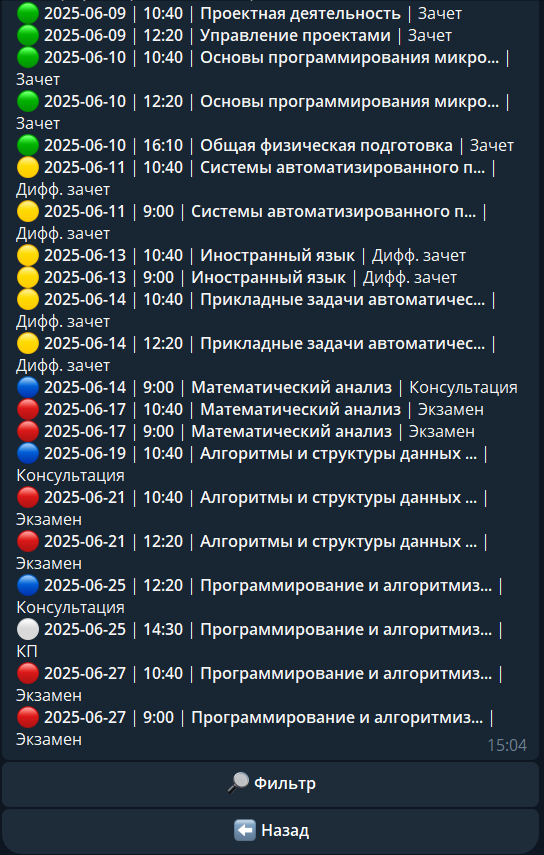 2025-06-09 | 10:40 | Проектная деятельность | Зачет
2025-06-09 | 12:20 | Управление проектами | Зачет
2025-06-10 | 10:40 | Основы программирования микро... |
Зачет
2025-06-10 | 12:20 | Основы программирования микро... |
Зачет
2025-06-10 | 16:10 | Общая физическая подготовка | Зачет
2025-06-11 | 10:40 | Системы автоматизированного п... |
Дифф. зачет
2025-06-11 | 9:00 | Системы автоматизированного п... |
Дифф. зачет
2025-06-13 | 10:40 | Иностранный язык | Дифф. зачет
2025-06-13 | 9:00 | Иностранный язык | Дифф. зачет
2025-06-14 | 10:40 | Прикладные задачи автоматичес... |
Дифф. зачет
2025-06-14 | 12:20 | Прикладные задачи автоматичес... |
Дифф. зачет
2025-06-14 | 9:00 | Математический анализ | Консультация
2025-06-17 | 10:40 | Математический анализ | Экзамен
2025-06-17 | 9:00 | Математический анализ | Экзамен
2025-06-19 | 10:40 | Алгоритмы и структуры данных ... |
Консультация
2025-06-21 | 10:40 | Алгоритмы и структуры данных ... |
Экзамен
2025-06-21 | 12:20 | Алгоритмы и структуры данных ... |
Экзамен
2025-06-25 | 12:20 | Программирование и алгоритмиз... |
Консультация
2025-06-25 | 14:30 | Программирование и алгоритмиз... |
КП
2025-06-27 | 10:40 | Программирование и алгоритмиз... |
Экзамен
2025-06-27 | 9:00 | Программирование и алгоритмиз... |
Экзамен
15:04
Фильтр
Назад